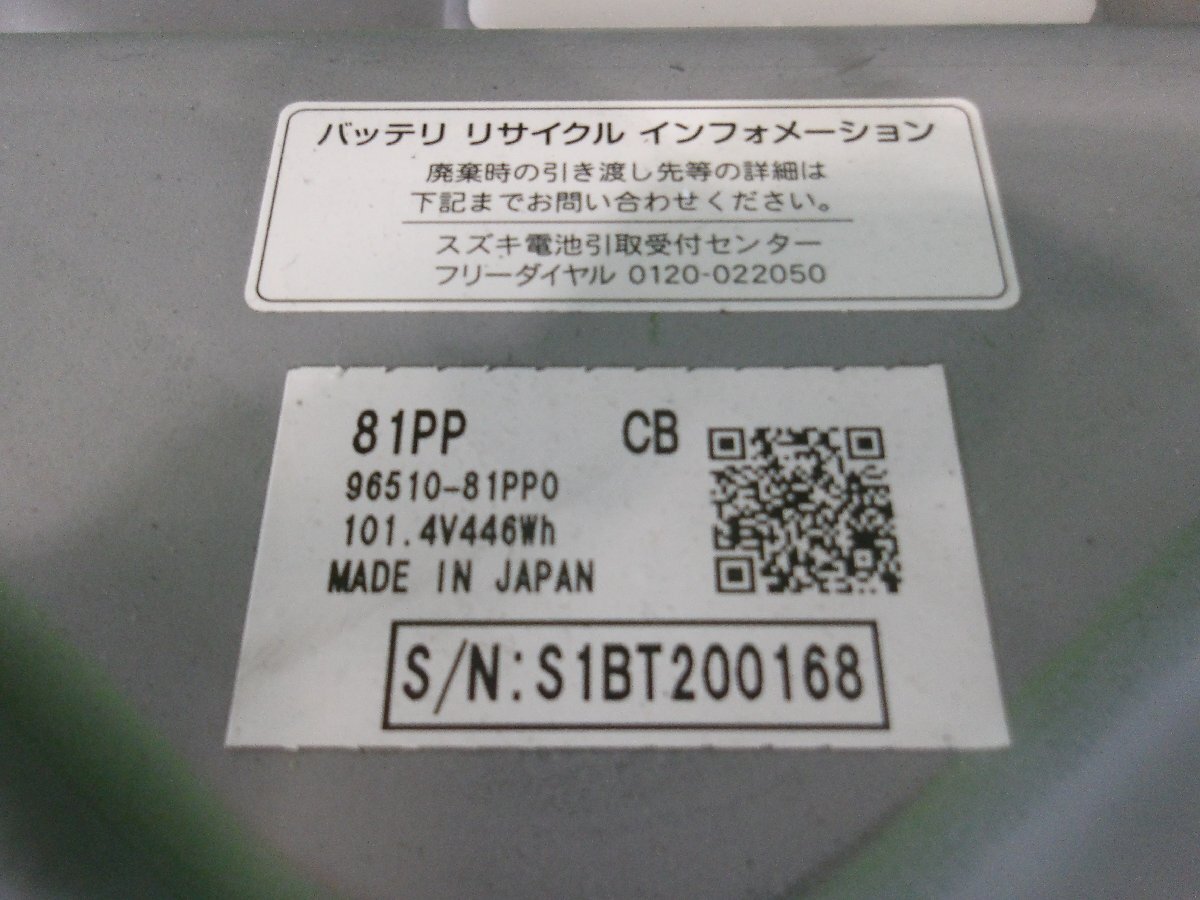 バッテリ リサイクル インフォメーション
廃棄時の引き渡し先等の詳細は
下記までお問い合わせください。
スズキ電池引取受付センター
フリーダイヤル 0120-022050
81PP CB
96510-81PP0
101.4V446Wh
MADE IN JAPAN
S/N:S1BT200168